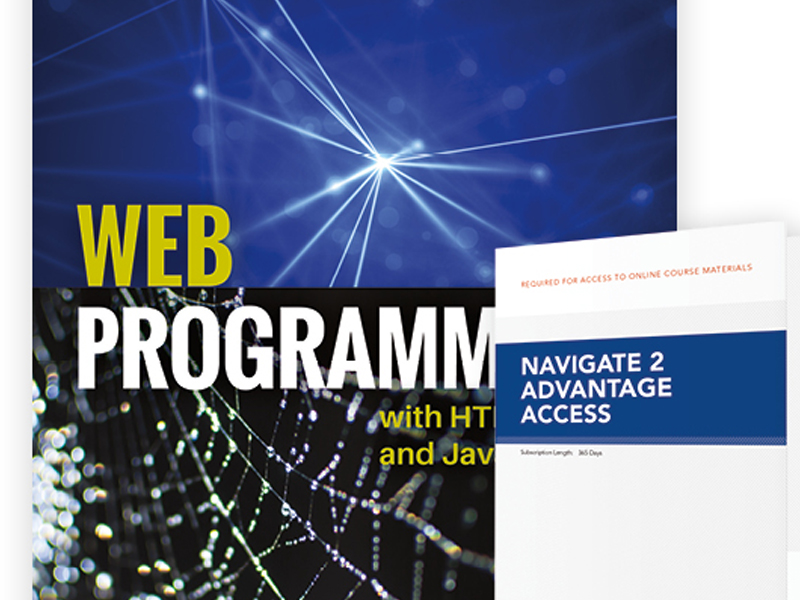 WEB
PROGRAMM
with HT
and Jav
REQUIRED FOR ACCESS TO ONLINE COURSE MATERIALS
NAVIGATE 2
ADVANTAGE
ACCESS
Subscription Length: 365 Days